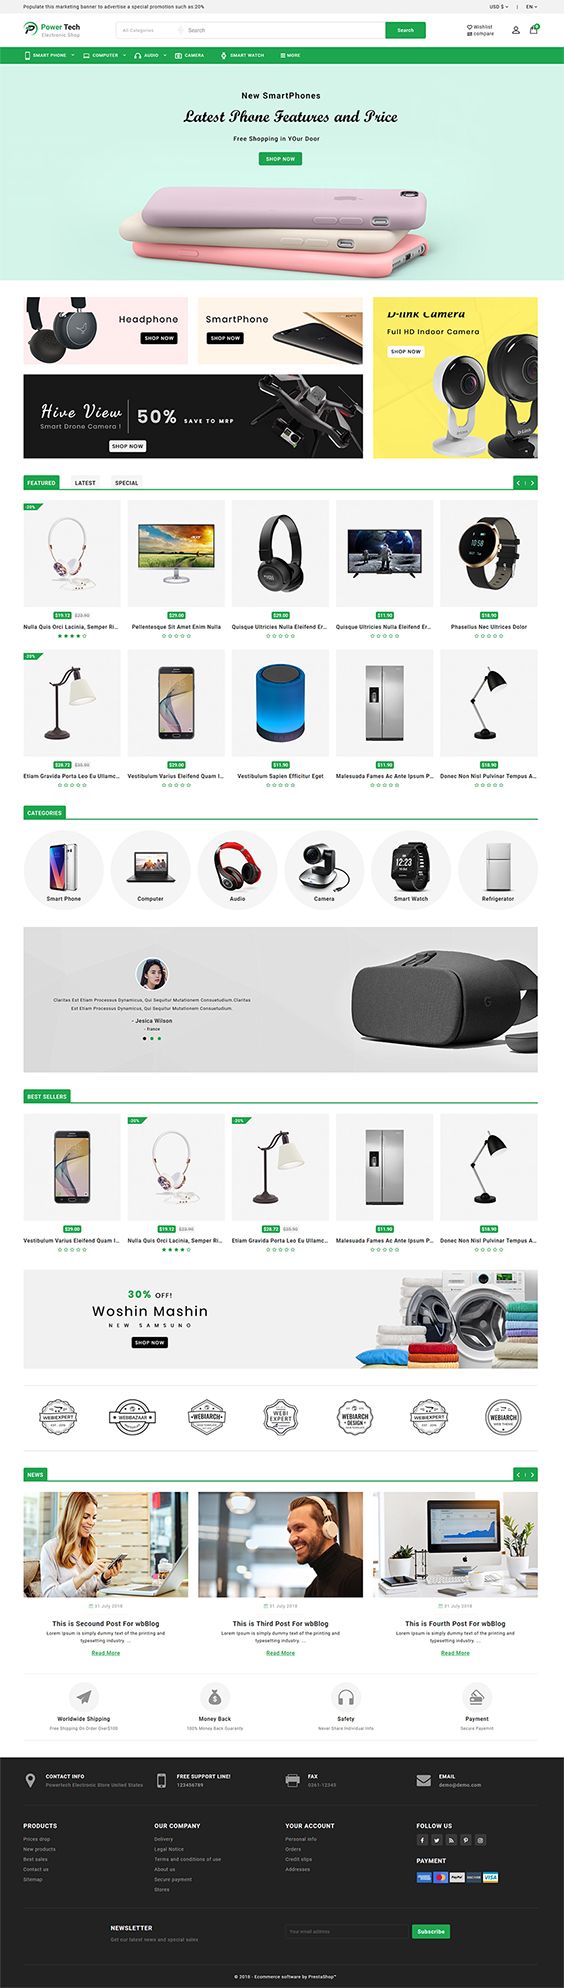 Populate this marketing banner to advertise a special promotion such as:20%
USD $
|
EN
Power Tech
Electronic Shop
All Categories
Search
Search
Wishlist
compare
0
SMART PHONE
COMPUTER
AUDIO
CAMERA
SMART WATCH
MORE
New SmartPhones
Latest Phone Features and Price
Free Shopping in YOur Door
SHOP NOW
Headphone
SHOP NOW
SmartPhone
SHOP NOW
D-link Camera
Full HD Indoor Camera
SHOP NOW
D-Link
D-Link
Hive View
Smart Drone Camera !
50% SAVE TO MRP
SHOP NOW
FEATURED
LATEST
SPECIAL
-20%
$19.12 $23.90
$29.00
$29.00
$11.90
$18.90
Nulla Quis Orci Lacinia, Semper Ri...
Pellentesque Sit Amet Enim Nulla
Quisque Ultricies Nulla Eleifend Er...
Quisque Ultricies Nulla Eleifend Er...
Phasellus Nec Ultrices Dolor
-20%
$28.72 $35.90
$29.00
$11.90
$11.90
$18.90
Etiam Gravida Porta Leo Eu Ullamc...
Vestibulum Varius Eleifend Quam I...
Vestibulum Sapien Efficitur Eget
Malesuada Fames Ac Ante Ipsum P...
Donec Non Nisl Pulvinar Tempus A...
CATEGORIES
Smart Phone
Computer
Audio
Camera
Smart Watch
Refrigerator
Claritas Est Etiam Processus Dynamicus, Qui Sequitur Mutationem Consuetudium.Claritas
Est Etiam Processus Dynamicus, Qui Sequitur Mutationem Consuetudium.
- Jesica Wilson
- france
BEST SELLERS
-20%
-20%
$29.00
$19.12 $23.90
$28.72 $35.90
$11.90
$18.90
Vestibulum Varius Eleifend Quam I...
Nulla Quis Orci Lacinia, Semper Ri...
Etiam Gravida Porta Leo Eu Ullamc...
Malesuada Fames Ac Ante Ipsum P...
Donec Non Nisl Pulvinar Tempus A...
30% OFF!
Woshin Mashin
NEW SAMSUNO
SHOP NOW
WEBIEXPERT
WEBIBAZAAR
WEBIARCH
WEBI EXPERT
WEBIARCH DESIGN
WEBIEXPERT
WEBIARCH
NEWS
31 July 2018
31 July 2018
31 July 2018
This is Secound Post For wbBlog
This is Third Post For wbBlog
This is Fourth Post For wbBlog
Lorem Ipsum is simply dummy text of the printing and
typesetting industry. ...
Lorem Ipsum is simply dummy text of the printing and
typesetting industry. ...
Lorem Ipsum is simply dummy text of the printing and
typesetting industry. ...
Read More
Read More
Read More
Worldwide Shipping
Free Shipping On Order Over$100
Money Back
100% Money Back Guaranty
Safety
Never Share Individual Info
Payment
Secure Payemnt
CONTACT INFO
Powertech Electronic Store United States
FREE SUPPORT LINE!
123456789
FAX
0261-12345
EMAIL
demo@demo.com
PRODUCTS
Prices drop
New products
Best sales
Contact us
Sitemap
OUR COMPANY
Delivery
Legal Notice
Terms and conditions of use
About us
Secure payment
Stores
YOUR ACCOUNT
Personal info
Orders
Credit slips
Addresses
FOLLOW US
PAYMENT
PayPal
VISA
NEWSLETTER
Get our latest news and special sales
Your email address
Subscribe
© 2018 - Ecommerce software by PrestaShop™